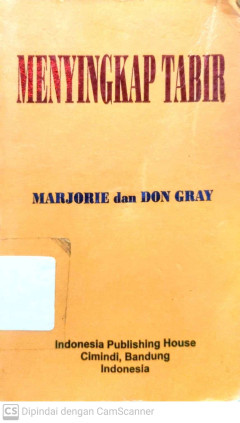 MENYINGKAP TABIR
MARJORIE dan DON GRAY
Indonesia Publishing House
Cimindi, Bandung
Indonesia
CS Dipindai dengan CamScanner